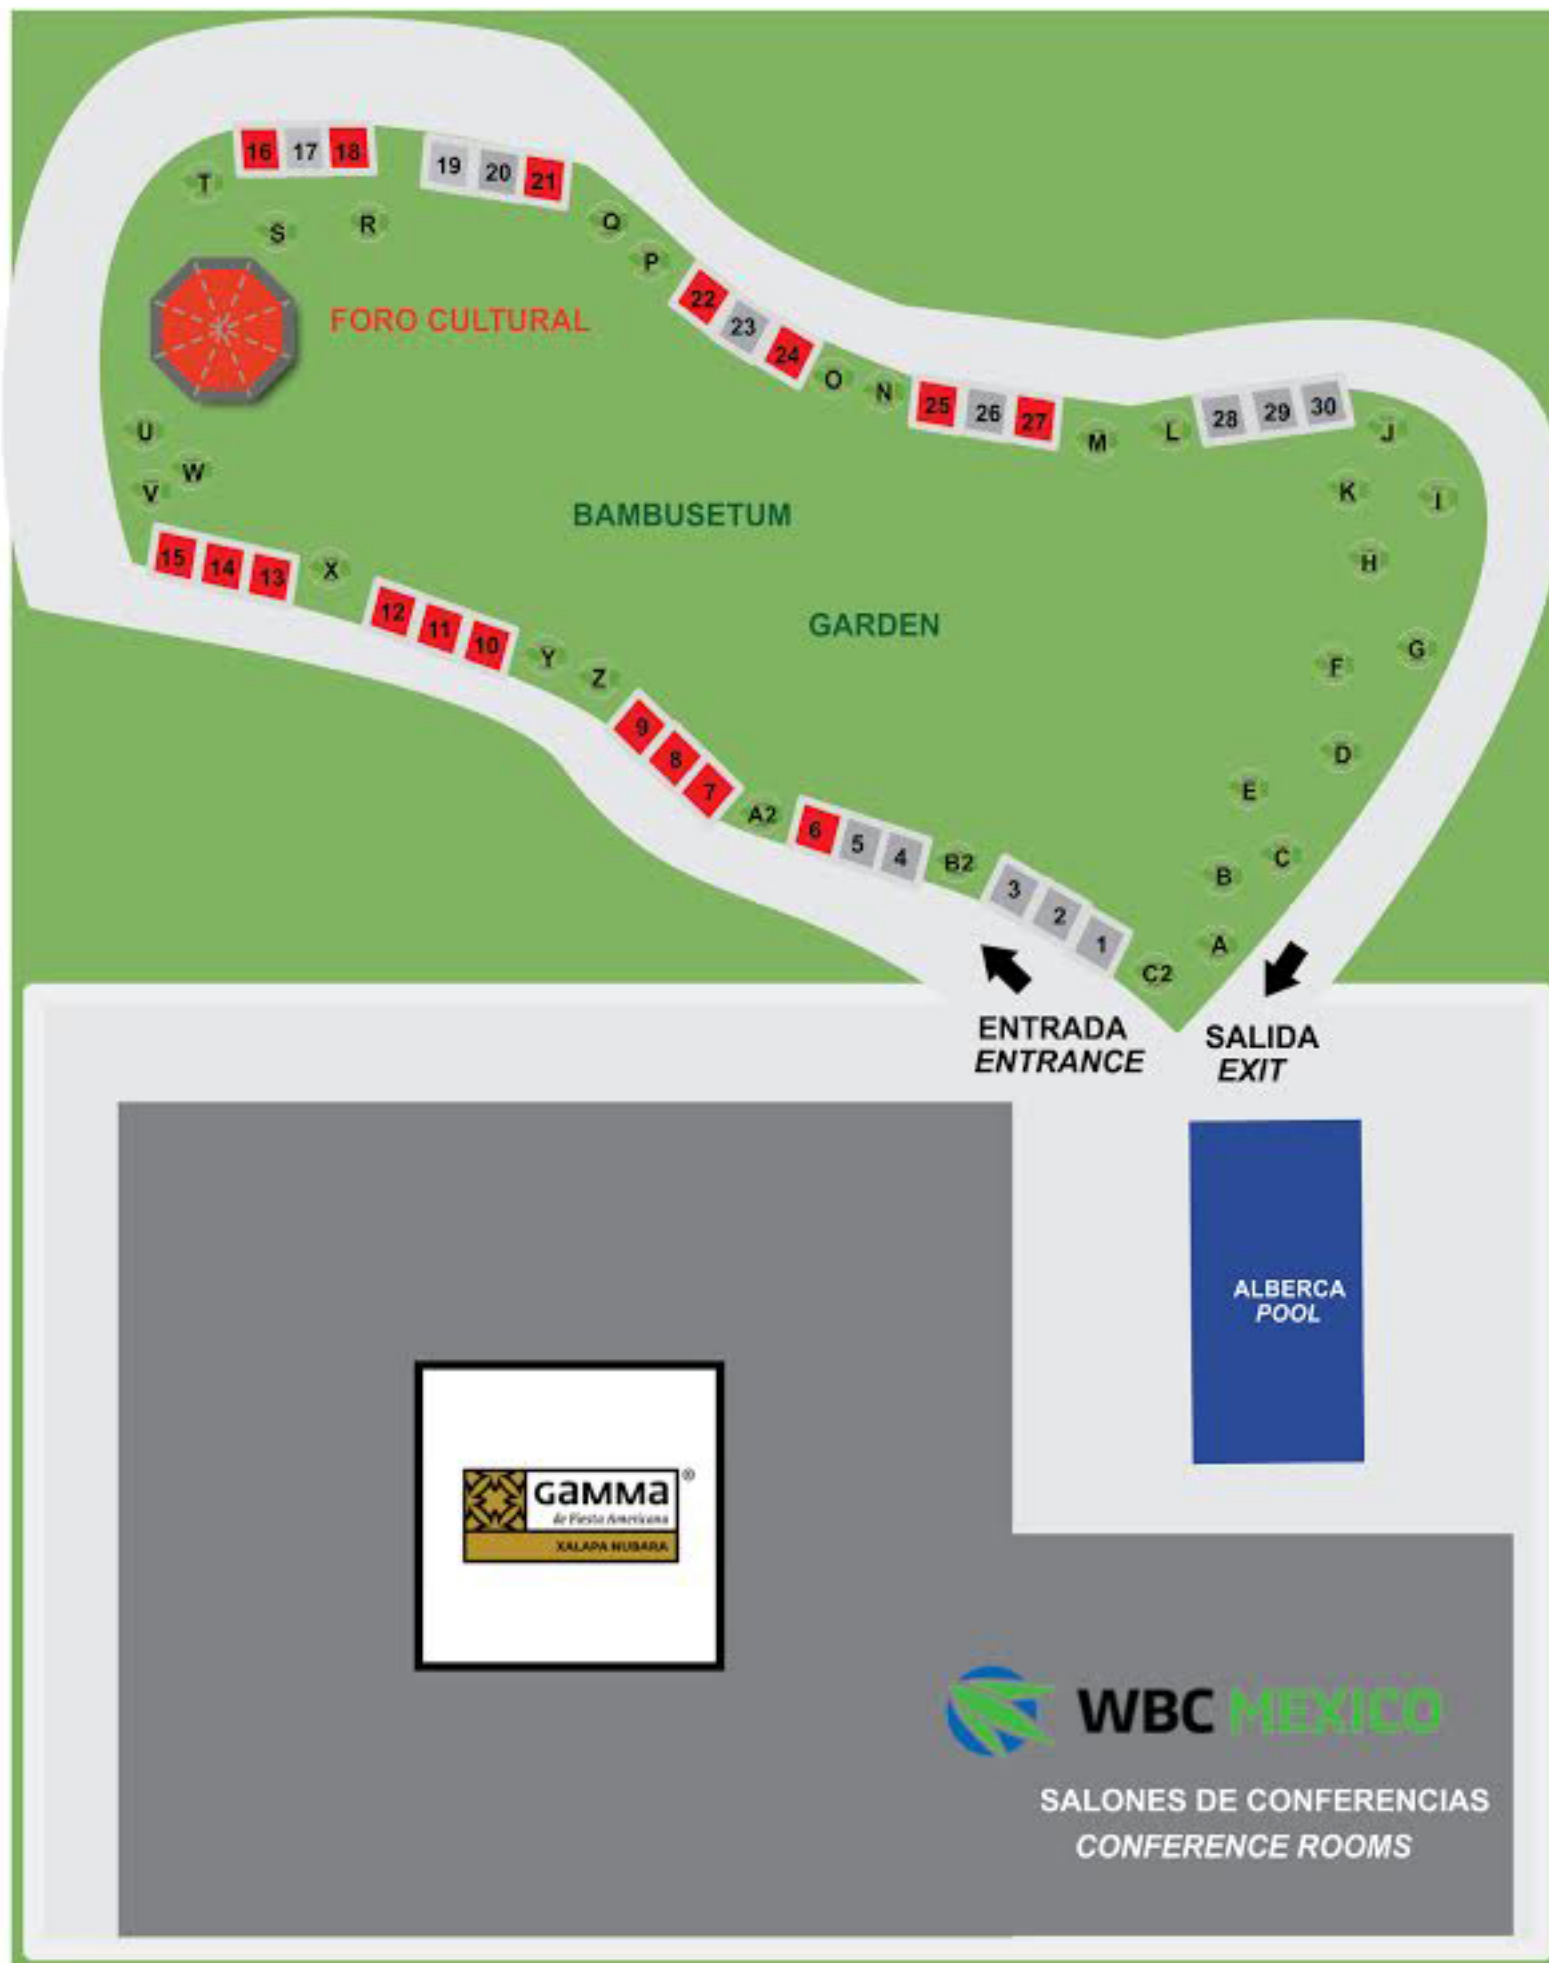 16 17 18
19 20 21
T
S
R
Q
P
22 23 24
FORO CULTURAL
O
N
25 26 27
M
L
28 29 30
J
K
I
H
U
W
V
BAMBUSETUM
15 14 13
X
12 11 10
GARDEN
Y
Z
F
G
D
E
9 8 7
A2
6 5 4
B2
3 2 1
C2
C
B
A
ENTRADA
ENTRANCE
SALIDA
EXIT
ALBERCA
POOL
GaMMa ®
de Fiesta Americana
XALAPA NUBARA
WBC MEXICO
SALONES DE CONFERENCIAS
CONFERENCE ROOMS